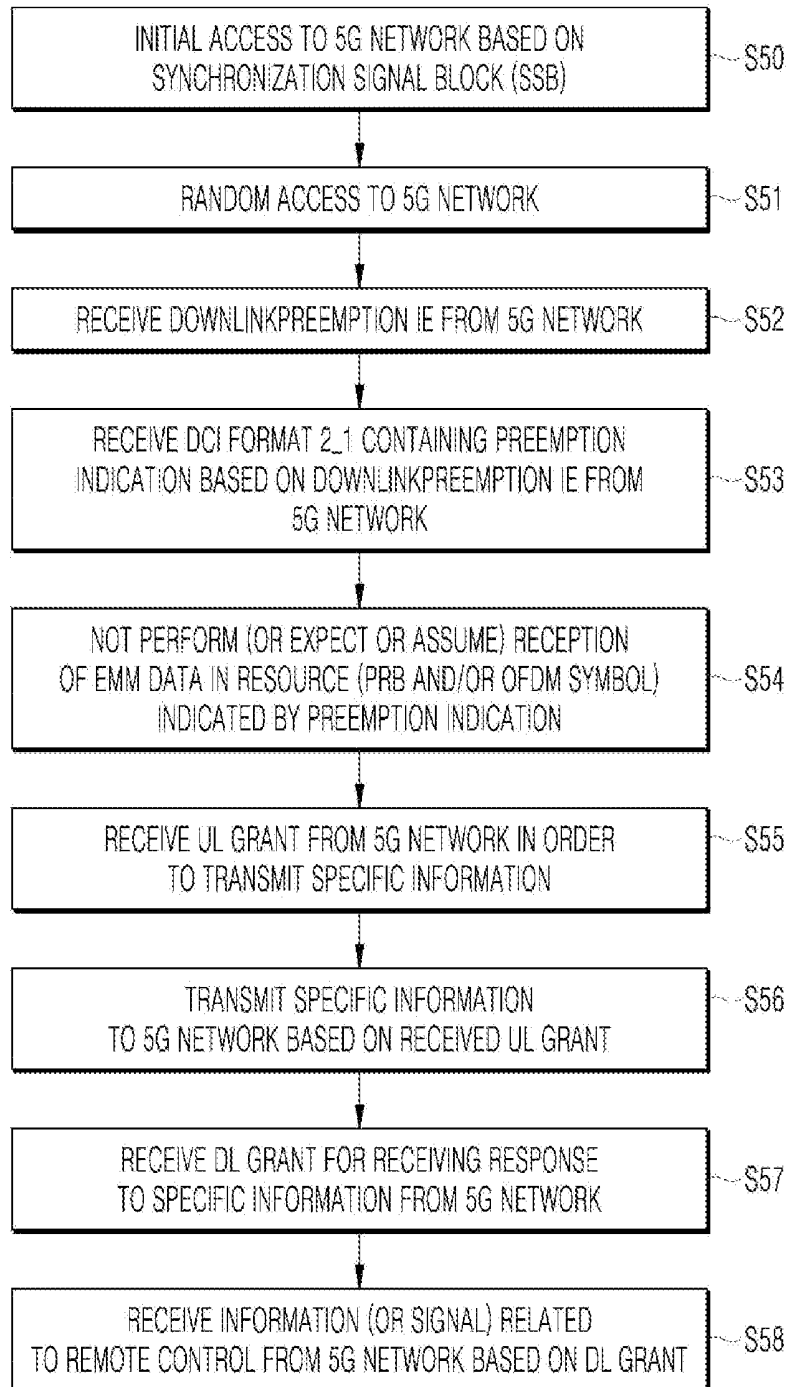 INITIAL ACCESS TO 5G NETWORK BASED ON
SYNCHRONIZATION SIGNAL BLOCK (SSB)
S50
RANDOM ACCESS TO 5G NETWORK
S51
RECEIVE DOWNLINKPREEMPTION IE FROM 5G NETWORK
S52
RECEIVE DCI FORMAT 2_1 CONTAINING PREEMPTION
INDICATION BASED ON DOWNLINKPREEMPTION IE FROM
5G NETWORK
S53
NOT PERFORM (OR EXPECT OR ASSUME) RECEPTION
OF EMM DATA IN RESOURCE (PRB AND/OR OFDM SYMBOL)
INDICATED BY PREEMPTION INDICATION
S54
RECEIVE UL GRANT FROM 5G NETWORK IN ORDER
TO TRANSMIT SPECIFIC INFORMATION
S55
TRANSMIT SPECIFIC INFORMATION
TO 5G NETWORK BASED ON RECEIVED UL GRANT
S56
RECEIVE DL GRANT FOR RECEIVING RESPONSE
TO SPECIFIC INFORMATION FROM 5G NETWORK
S57
RECEIVE INFORMATION (OR SIGNAL) RELATED
TO REMOTE CONTROL FROM 5G NETWORK BASED ON DL GRANT
S58